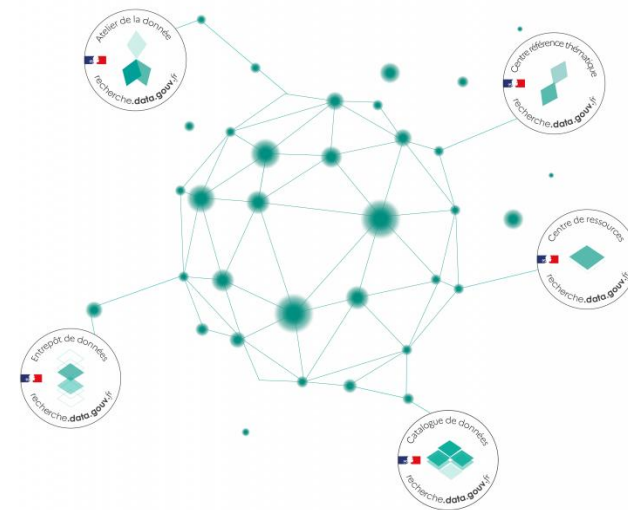 Atelier de la donnée
recherche.data.gouv.fr
Centre référence thématique
recherche.data.gouv.fr
Centre de ressources
recherche.data.gouv.fr
Entrepôt de données
recherche.data.gouv.fr
Catalogue de données
recherche.data.gouv.fr